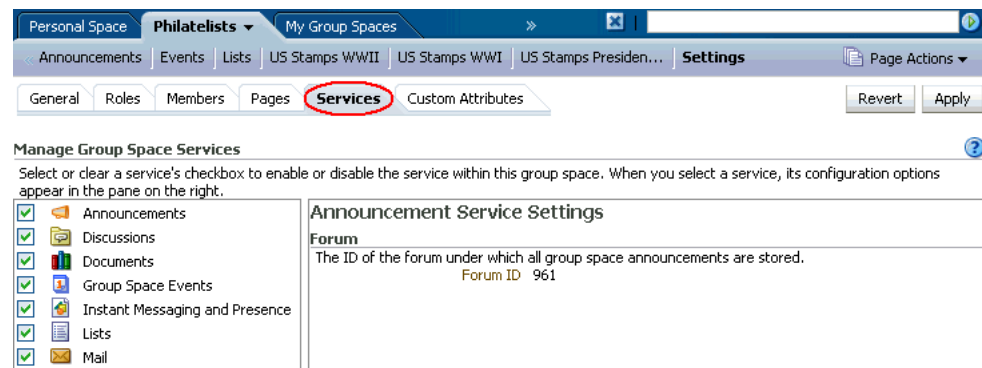 Personal Space Philatelists My Group Spaces »
« Announcements Events Lists US Stamps WWII US Stamps WWI US Stamps Presiden... Settings Page Actions
General Roles Members Pages Services Custom Attributes Revert Apply
Manage Group Space Services ?
Select or clear a service's checkbox to enable or disable the service within this group space. When you select a service, its configuration options
appear in the pane on the right.
Announcements
Discussions
Documents
Group Space Events
Instant Messaging and Presence
Lists
Mail
Announcement Service Settings
Forum
The ID of the forum under which all group space announcements are stored.
Forum ID 961